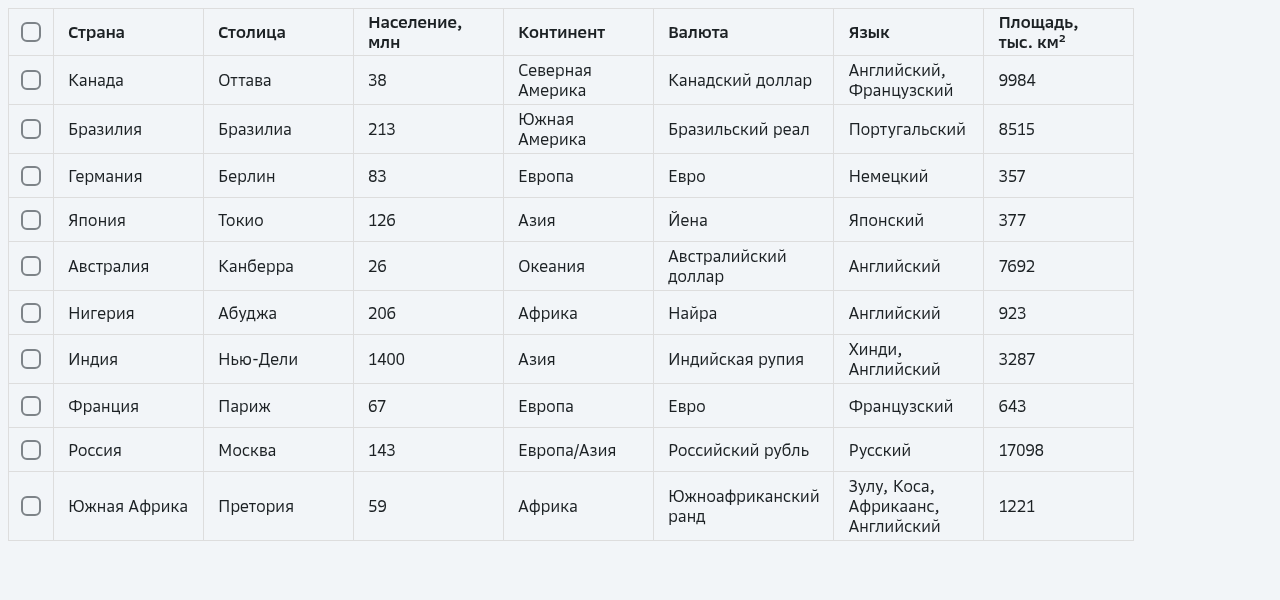 Страна Столица Население, млн Континент Валюта Язык Площадь, тыс. км²
Канада Оттава 38 Северная Америка Канадский доллар Английский, Французский 9984
Бразилия Бразилиа 213 Южная Америка Бразильский реал Португальский 8515
Германия Берлин 83 Европа Евро Немецкий 357
Япония Токио 126 Азия Йена Японский 377
Австралия Канберра 26 Океания Австралийский доллар Английский 7692
Нигерия Абуджа 206 Африка Найра Английский 923
Индия Нью-Дели 1400 Азия Индийская рупия Хинди, Английский 3287
Франция Париж 67 Европа Евро Французский 643
Россия Москва 143 Европа/Азия Российский рубль Русский 17098
Южная Африка Претория 59 Африка Южноафриканский ранд Зулу, Коса, Африкаанс, Английский 1221